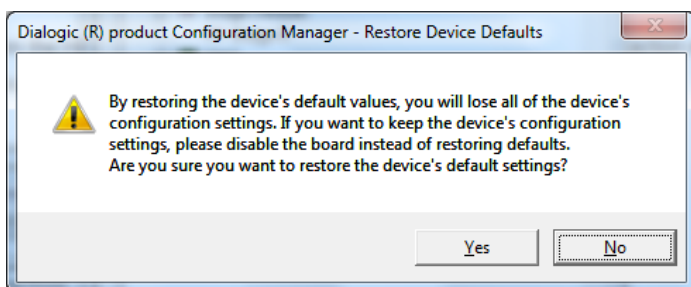 Dialogic (R) product Configuration Manager - Restore Device Defaults
By restoring the device's default values, you will lose all of the device's
configuration settings. If you want to keep the device's configuration
settings, please disable the board instead of restoring defaults.
Are you sure you want to restore the device's default settings?
Yes No